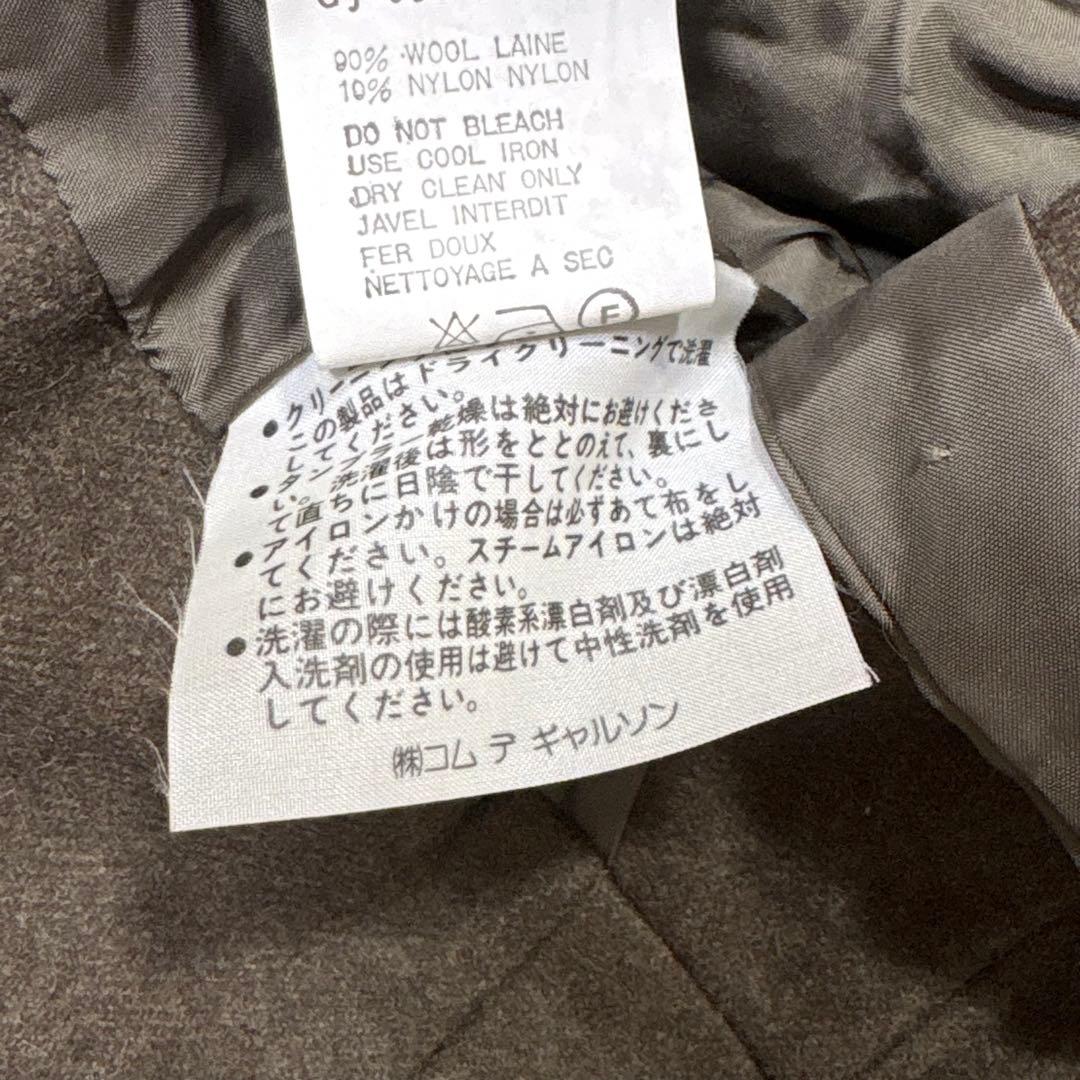 90% WOOL LAINE
10% NYLON NYLON
DO NOT BLEACH
USE COOL IRON
DRY CLEAN ONLY
JAVEL INTERDIT
FER DOUX
NETTOYAGE A SEC
F
この製品はドライクリーニングで洗濯
してください。
タンブラー乾燥は絶対にお避けくださ
い。洗濯後は形をととのえて、裏にし
て直ちに日陰で干してください。
アイロンかけの場合は必ずあて布をし
てください。スチームアイロンは絶対
にお避けください。
洗濯の際には酸素系漂白剤及び漂白剤
入洗剤の使用は避けて中性洗剤を使用
してください。
㈱コム デ ギャルソン